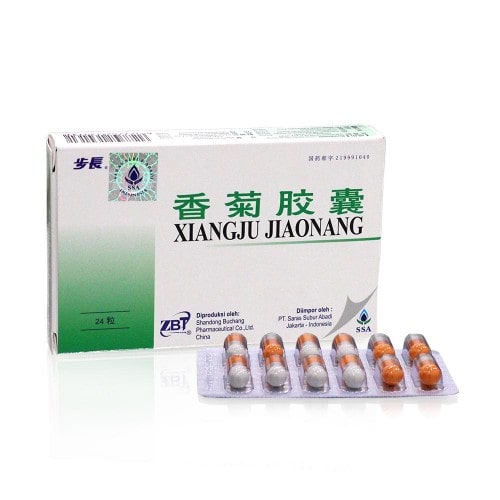 步長®
国药准字Z19991040
SSA
香菊胶囊
XIANGJU JIAONANG
24粒
ZBT
Diproduksi oleh:
Shandong Buchang
Pharmaceutical Co.,Ltd.
China
Diimpor oleh :
PT. Saras Subur Abadi
Jakarta - Indonesia
SSA